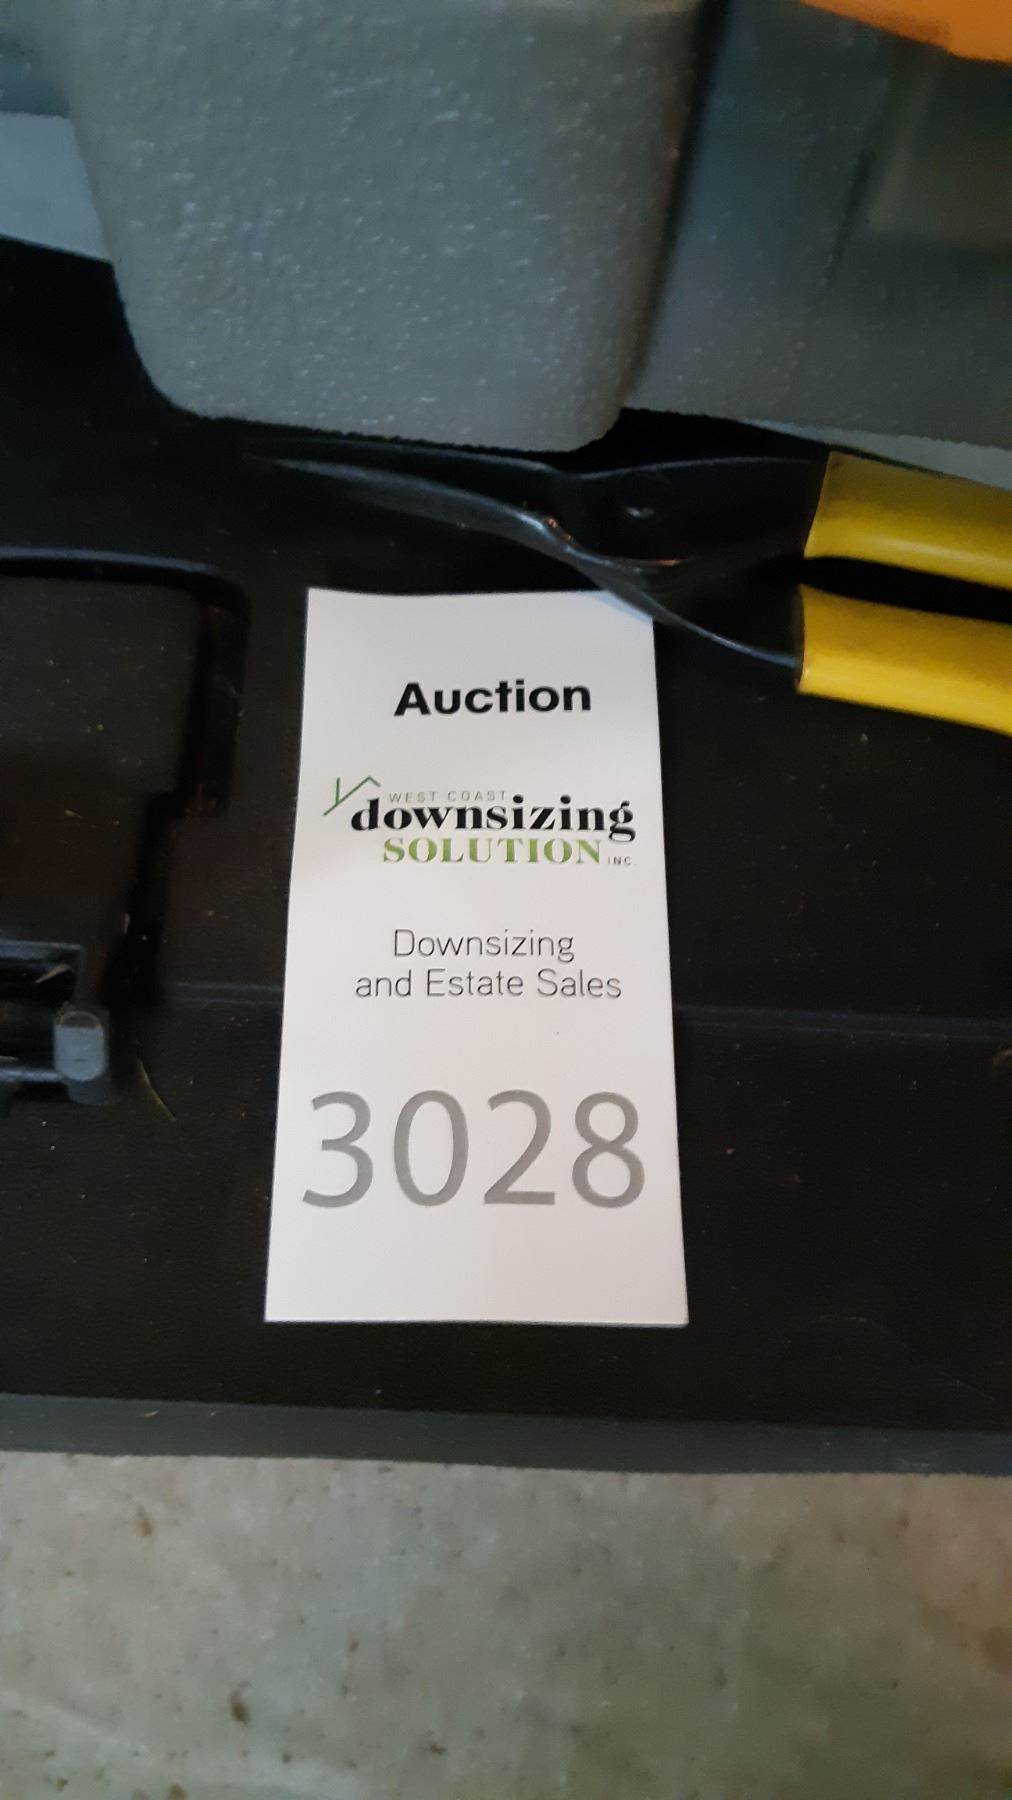 Auction
WEST COAST
downsizing
SOLUTION INC.
Downsizing
and Estate Sales
3028